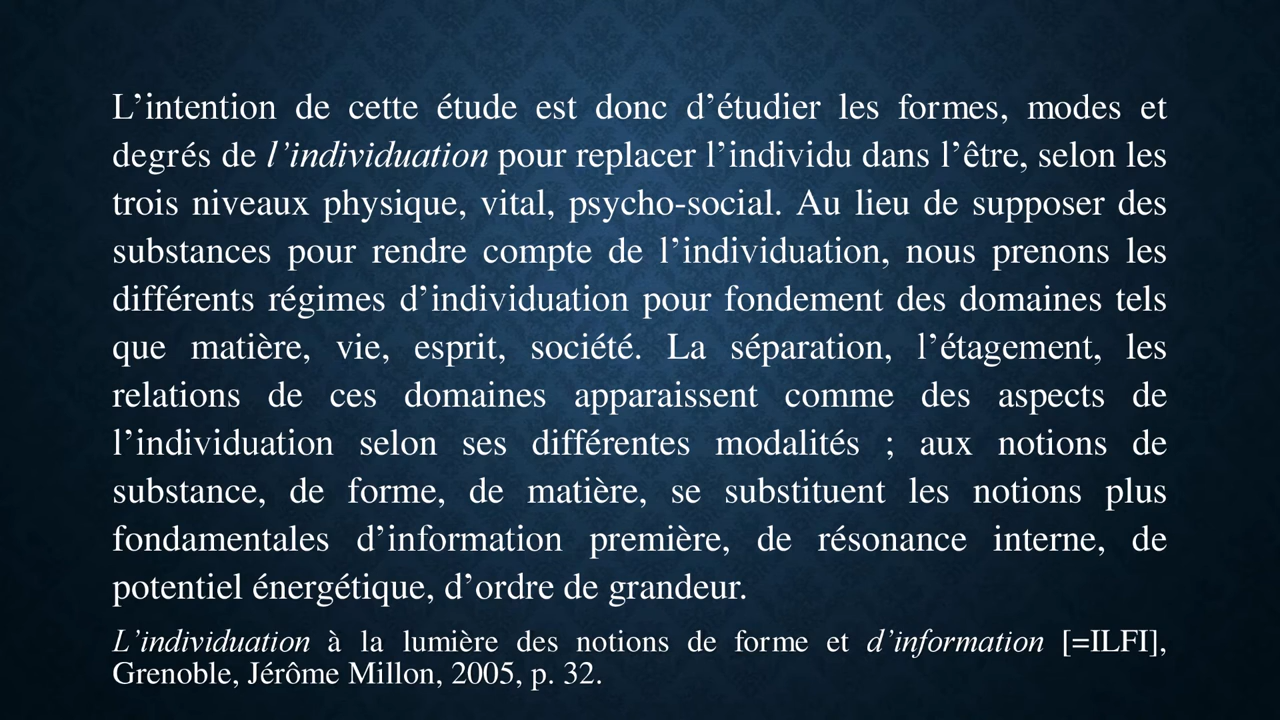 L’intention de cette étude est donc d’étudier les formes, modes et
degrés de l’individuation pour replacer l’individu dans l’être, selon les
trois niveaux physique, vital, psycho-social. Au lieu de supposer des
substances pour rendre compte de l’individuation, nous prenons les
différents régimes d’individuation pour fondement des domaines tels
que matière, vie, esprit, société. La séparation, l’étagement, les
relations de ces domaines apparaissent comme des aspects de
l’individuation selon ses différentes modalités ; aux notions de
substance, de forme, de matière, se substituent les notions plus
fondamentales d’information première, de résonance interne, de
potentiel énergétique, d’ordre de grandeur.
L’individuation à la lumière des notions de forme et d’information [=ILFI],
Grenoble, Jérôme Millon, 2005, p. 32.